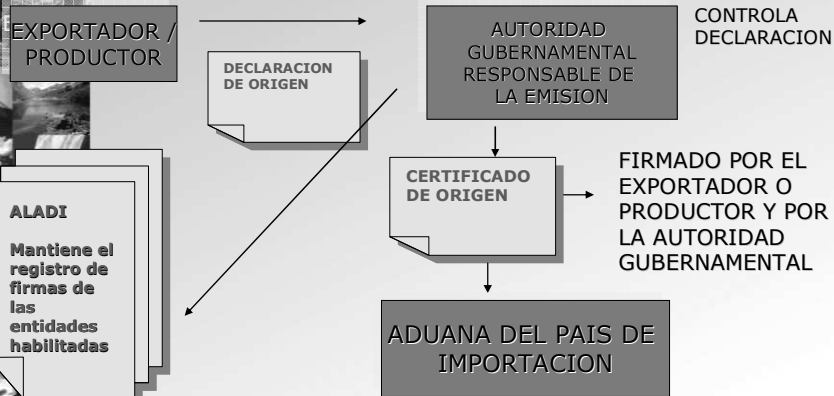 EXPORTADOR /
PRODUCTOR
DECLARACION
DE ORIGEN
AUTORIDAD
GUBERNAMENTAL
RESPONSABLE DE
LA EMISION
CONTROLA
DECLARACION
CERTIFICADO
DE ORIGEN
FIRMADO POR EL
EXPORTADOR O
PRODUCTOR Y POR
LA AUTORIDAD
GUBERNAMENTAL
ALADI
Mantiene el
registro de
firmas de
las
entidades
habilitadas
ADUANA DEL PAIS DE
IMPORTACION